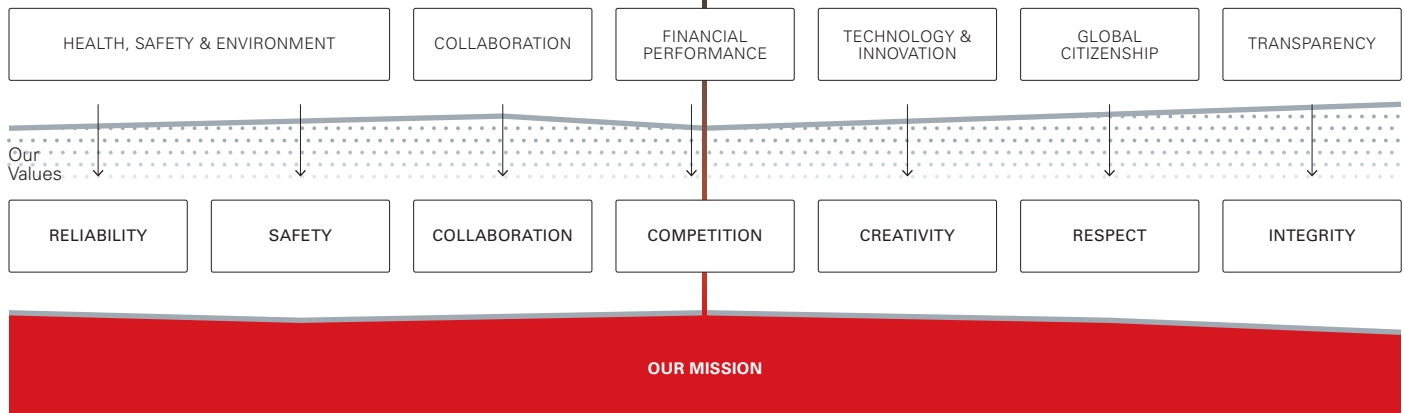 HEALTH, SAFETY & ENVIRONMENT
COLLABORATION
FINANCIAL
PERFORMANCE
TECHNOLOGY &
INNOVATION
GLOBAL
CITIZENSHIP
TRANSPARENCY
Our
Values
RELIABILITY
SAFETY
COLLABORATION
COMPETITION
CREATIVITY
RESPECT
INTEGRITY
OUR MISSION